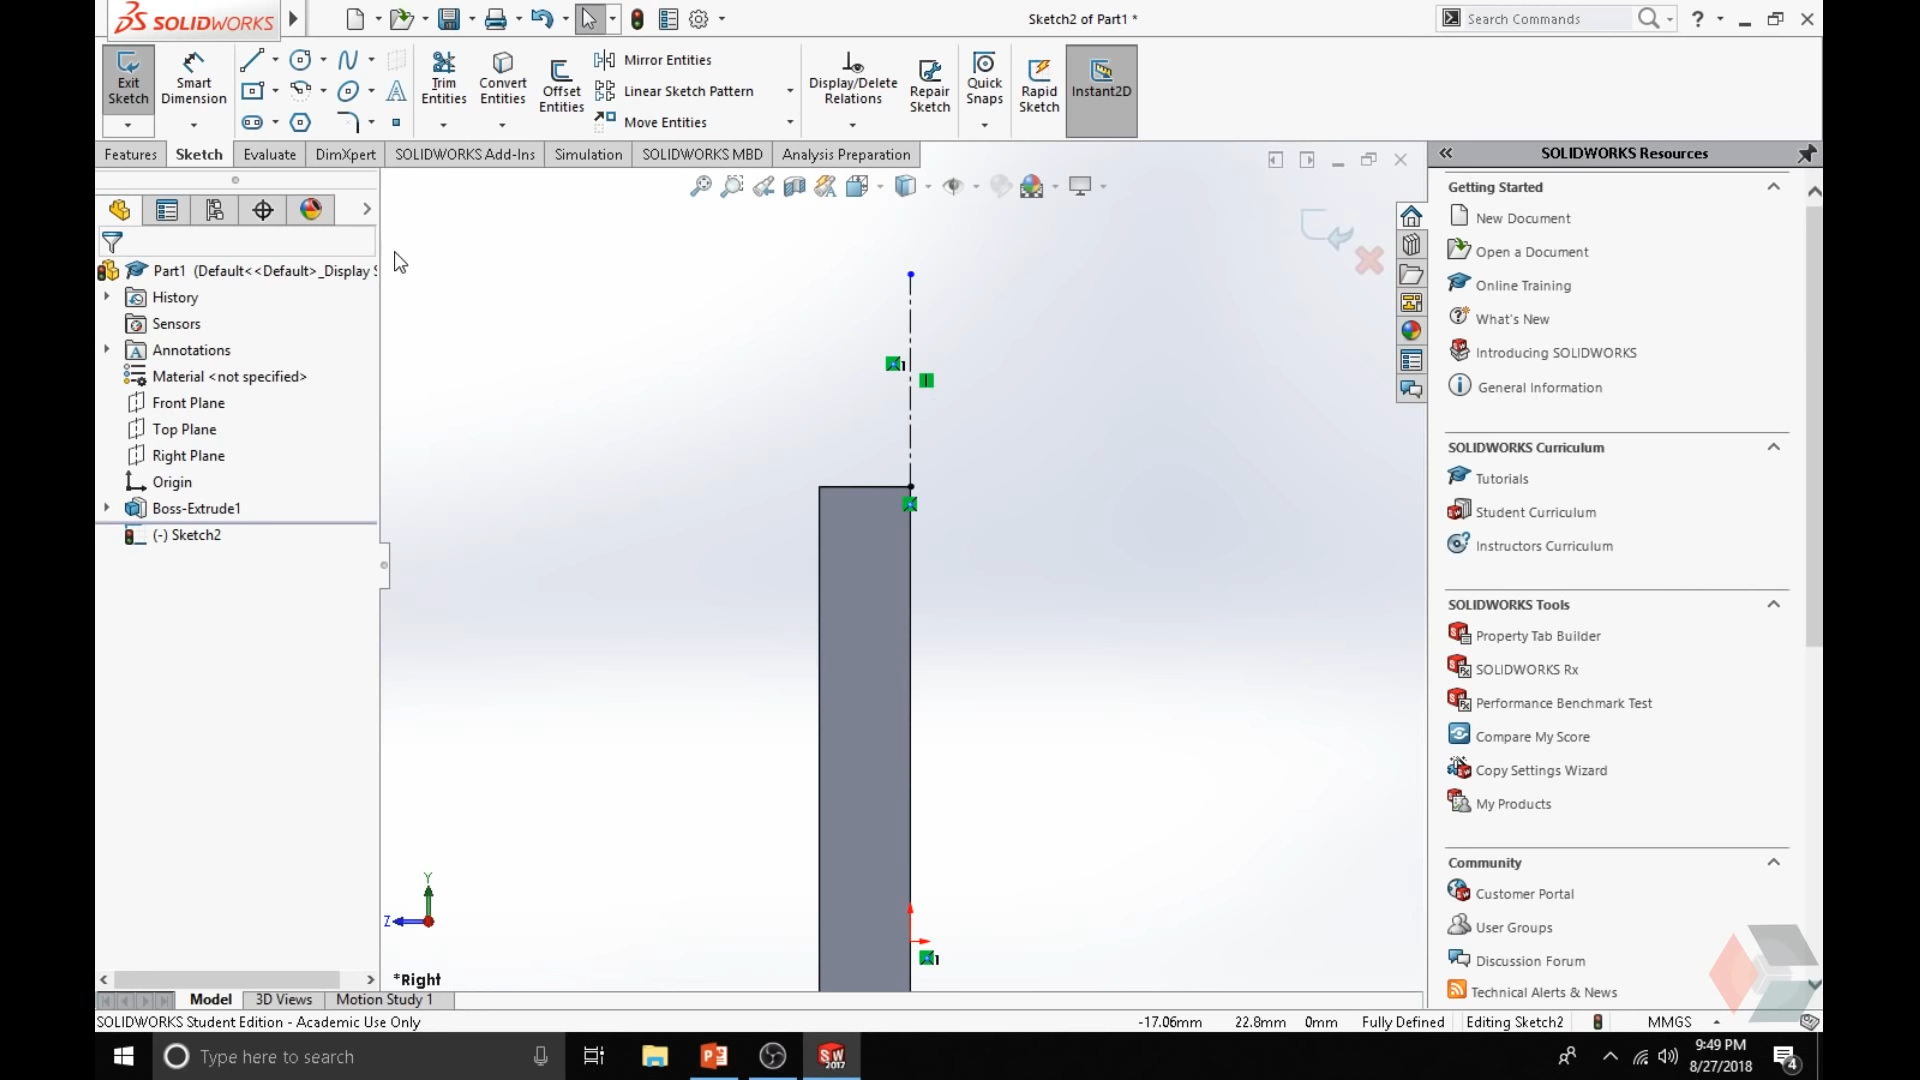 SOLIDWORKS
Sketch2 of Part1 *
Search Commands
?
Exit Sketch
Smart Dimension
Trim Entities
Convert Entities
Offset Entities
Mirror Entities
Linear Sketch Pattern
Move Entities
Display/Delete Relations
Repair Sketch
Quick Snaps
Rapid Sketch
Instant2D
Features
Sketch
Evaluate
DimXpert
SOLIDWORKS Add-Ins
Simulation
SOLIDWORKS MBD
Analysis Preparation
SOLIDWORKS Resources
Part1 (Default<<Default>_Display S
History
Sensors
Annotations
Material <not specified>
Front Plane
Top Plane
Right Plane
Origin
Boss-Extrude1
(-) Sketch2
1
1
Y
Z
*Right
Getting Started
New Document
Open a Document
Online Training
What's New
Introducing SOLIDWORKS
General Information
SOLIDWORKS Curriculum
Tutorials
Student Curriculum
Instructors Curriculum
SOLIDWORKS Tools
Property Tab Builder
SOLIDWORKS Rx
Performance Benchmark Test
Compare My Score
Copy Settings Wizard
My Products
Community
Customer Portal
User Groups
Discussion Forum
Technical Alerts & News
Model
3D Views
Motion Study 1
SOLIDWORKS Student Edition - Academic Use Only
-17.06mm
22.8mm
0mm
Fully Defined
Editing Sketch2
MMGS
Type here to search
SW 2017
9:49 PM
8/27/2018
4